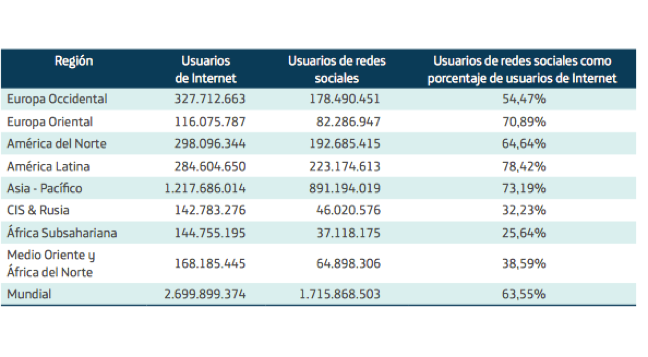 Región Usuarios de Internet Usuarios de redes sociales Usuarios de redes sociales como porcentaje de usuarios de Internet
Europa Occidental 327.712.663 178.490.451 54,47%
Europa Oriental 116.075.787 82.286.947 70,89%
América del Norte 298.096.344 192.685.415 64,64%
América Latina 284.604.650 223.174.613 78,42%
Asia - Pacífico 1.217.686.014 891.194.019 73,19%
CIS & Rusia 142.783.276 46.020.576 32,23%
África Subsahariana 144.755.195 37.118.175 25,64%
Medio Oriente y África del Norte 168.185.445 64.898.306 38,59%
Mundial 2.699.899.374 1.715.868.503 63,55%